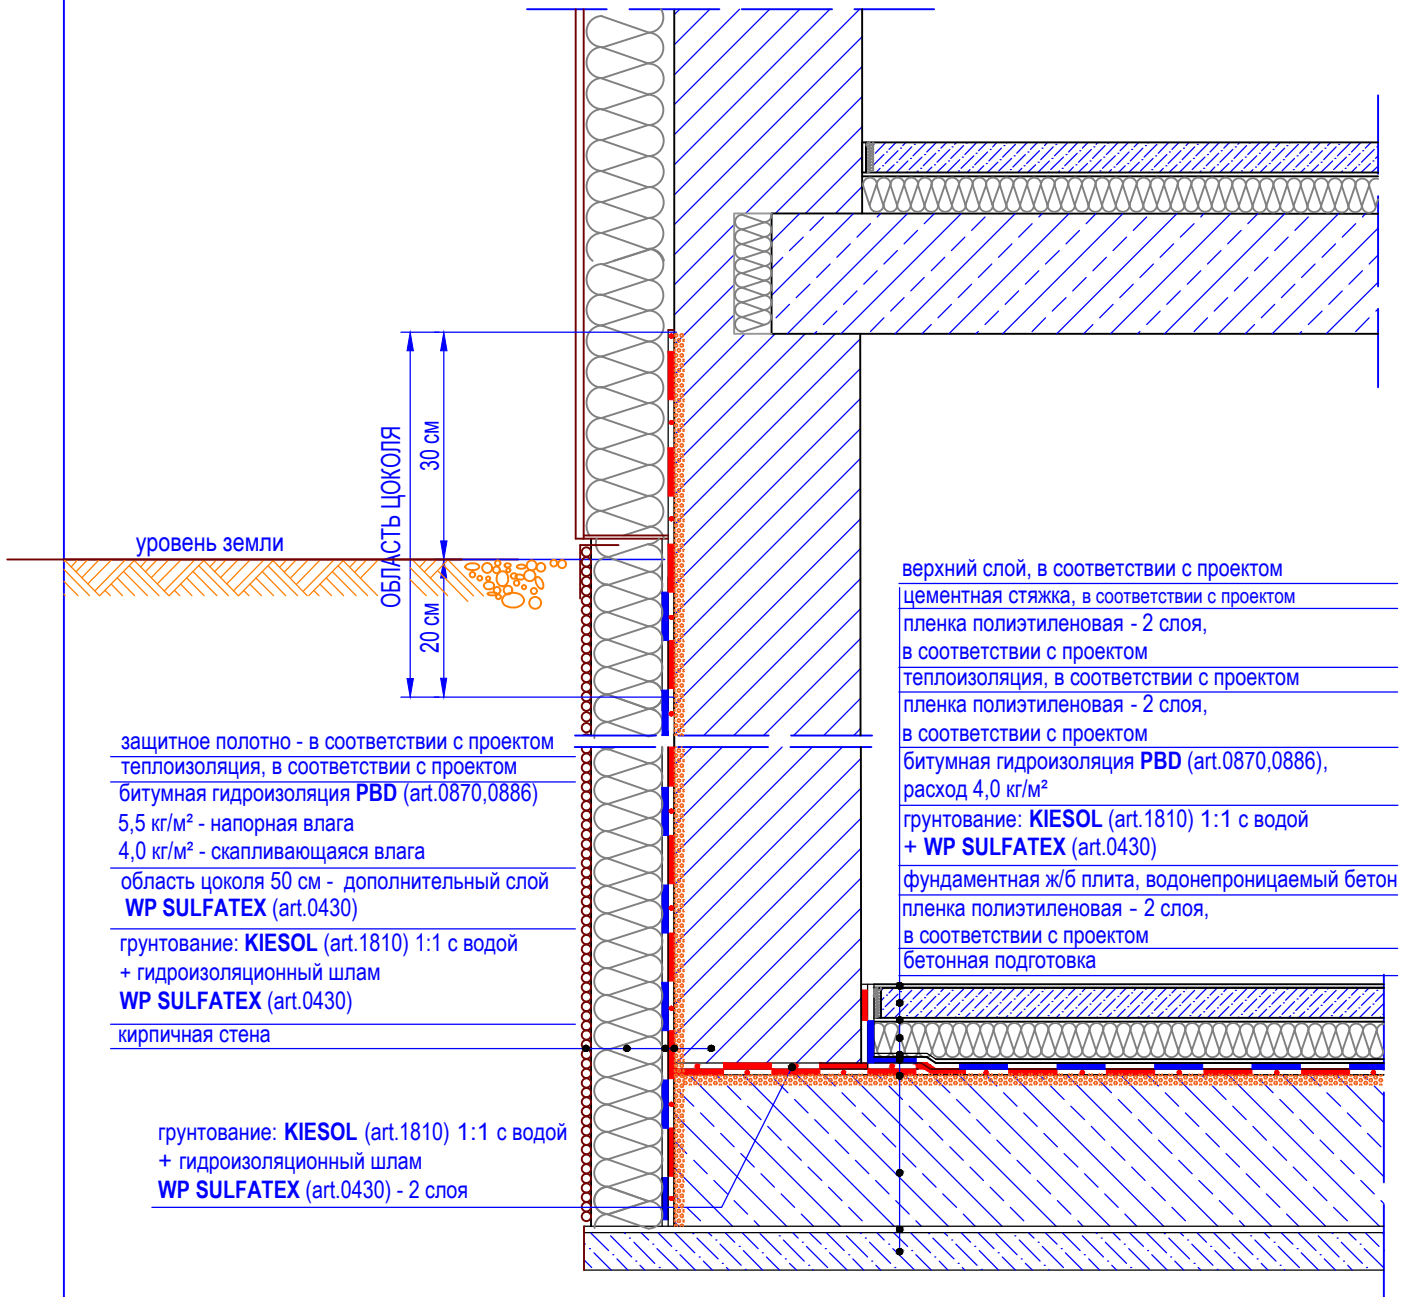 ОБЛАСТЬ ЦОКОЛЯ
30 см
20 см
уровень земли
защитное полотно - в соответствии с проектом
теплоизоляция, в соответствии с проектом
битумная гидроизоляция PBD (art.0870,0886)
5,5 кг/м² - напорная влага
4,0 кг/м² - скапливающаяся влага
область цоколя 50 см - дополнительный слой
WP SULFATEX (art.0430)
грунтование: KIESOL (art.1810) 1:1 с водой
+ гидроизоляционный шлам
WP SULFATEX (art.0430)
кирпичная стена
грунтование: KIESOL (art.1810) 1:1 с водой
+ гидроизоляционный шлам
WP SULFATEX (art.0430) - 2 слоя
верхний слой, в соответствии с проектом
цементная стяжка, в соответствии с проектом
пленка полиэтиленовая - 2 слоя,
в соответствии с проектом
теплоизоляция, в соответствии с проектом
пленка полиэтиленовая - 2 слоя,
в соответствии с проектом
битумная гидроизоляция PBD (art.0870,0886),
расход 4,0 кг/м²
грунтование: KIESOL (art.1810) 1:1 с водой
+ WP SULFATEX (art.0430)
фундаментная ж/б плита, водонепроницаемый бетон
пленка полиэтиленовая - 2 слоя,
в соответствии с проектом
бетонная подготовка